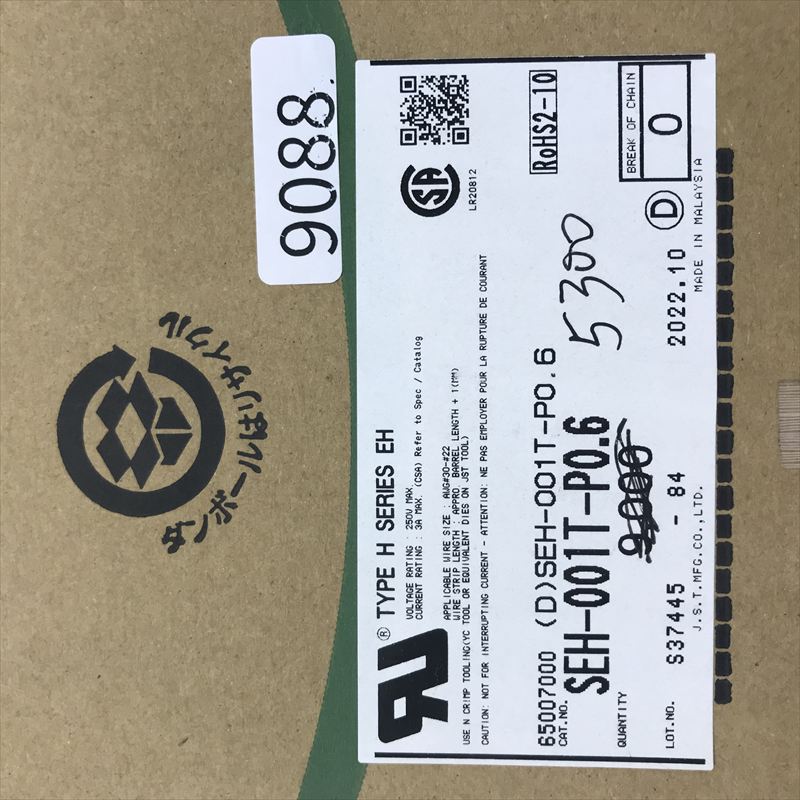 9088.
ダンボールはリサイクル
® TYPE H SERIES EH
VOLTAGE RATING : 250V MAX.
CURRENT RATING : 3A MAX. (CSA) Refer to Spec / Catalog
APPLICABLE WIRE SIZE : AWG#30-#22
WIRE STRIP LENGTH : APPRO. BARREL LENGTH + 1(MM)
USE N CRIMP TOOLING(YC TOOL OR EQUIVALENT DIES ON JST TOOL)
CAUTION: NOT FOR INTERRUPTING CURRENT - ATTENTION: NE PAS EMPLOYER POUR LA RUPTURE DE COURANT
LR20812
RoHS2-10
BREAK OF CHAIN
0
65007000 (D)SEH-001T-P0.6
CAT.NO.
SEH-001T-P0.6
QUANTITY
5300
LOT.NO. S37445 - 84
2022.10 D
J.S.T.MFG.CO.,LTD.
MADE IN MALAYSIA